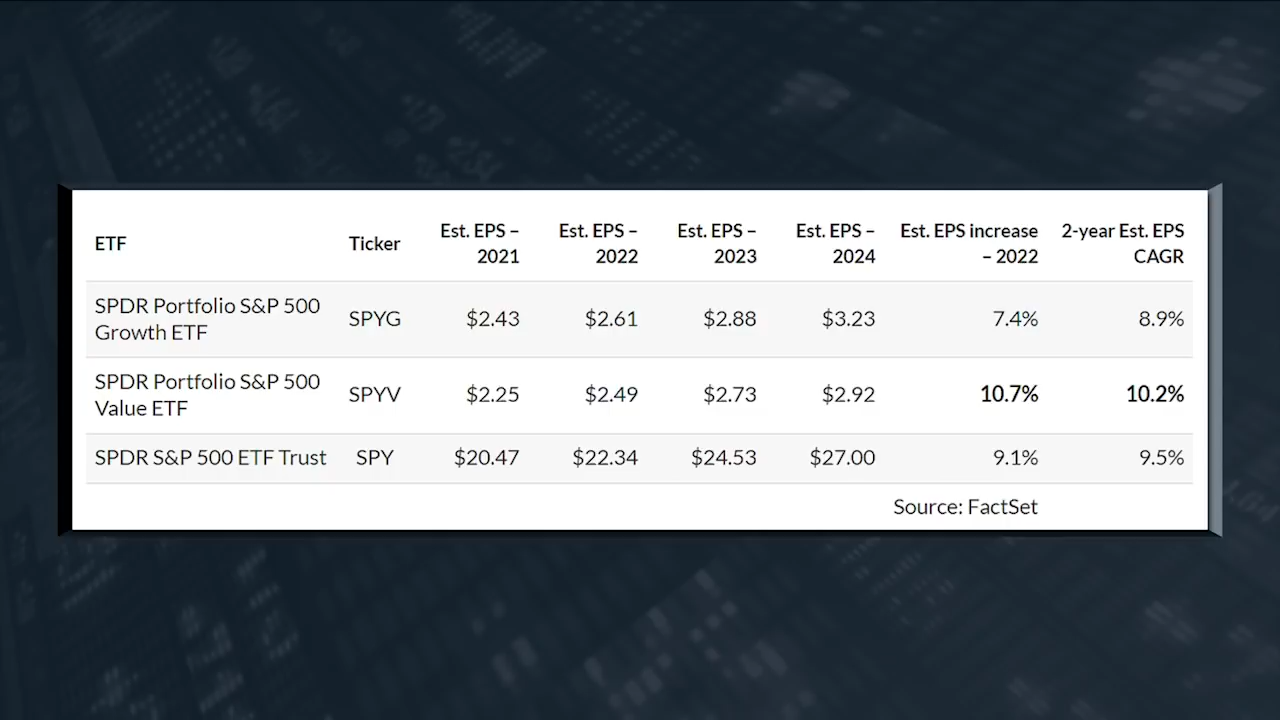 ETF Ticker Est. EPS – 2021 Est. EPS – 2022 Est. EPS – 2023 Est. EPS – 2024 Est. EPS increase – 2022 2-year Est. EPS CAGR
SPDR Portfolio S&P 500 Growth ETF SPYG $2.43 $2.61 $2.88 $3.23 7.4% 8.9%
SPDR Portfolio S&P 500 Value ETF SPYV $2.25 $2.49 $2.73 $2.92 10.7% 10.2%
SPDR S&P 500 ETF Trust SPY $20.47 $22.34 $24.53 $27.00 9.1% 9.5%
Source: FactSet